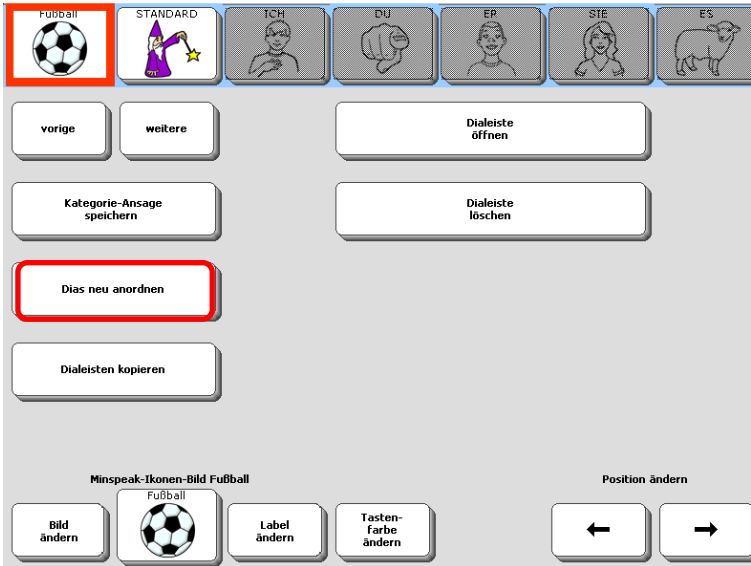 Fußball
STANDARD
ICH
DU
ER
SIE
ES
vorige
weitere
Dialeiste
öffnen
Kategorie-Ansage
speichern
Dialeiste
löschen
Dias neu anordnen
Dialeisten kopieren
Minspeak-Ikonen-Bild Fußball
Position ändern
Bild
ändern
Fußball
Label
ändern
Tasten-
farbe
ändern